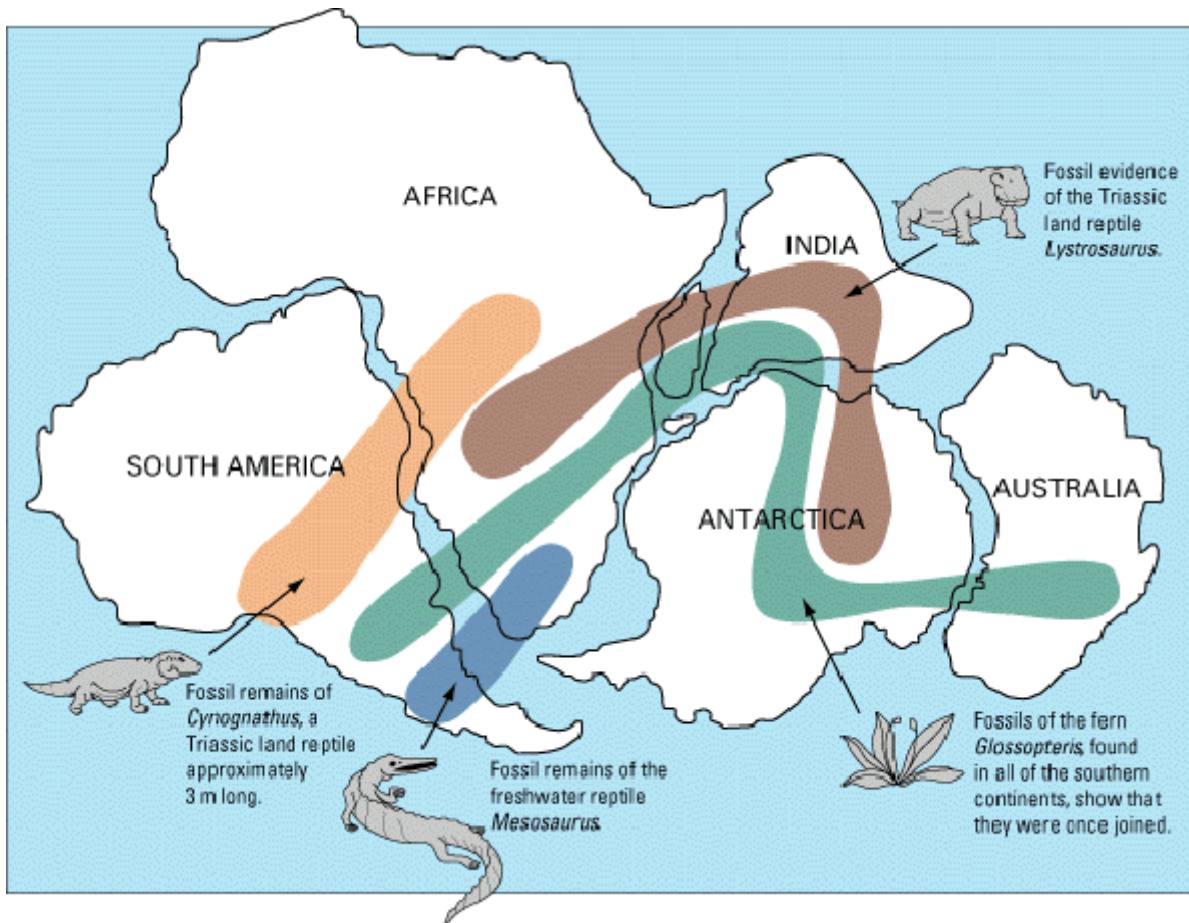 AFRICA
INDIA
Fossil evidence
of the Triassic
land reptile
Lystrosaurus.
SOUTH AMERICA
ANTARCTICA
AUSTRALIA
Fossil remains of
Cynognathus, a
Triassic land reptile
approximately
3 m long.
Fossil remains of the
freshwater reptile
Mesosaurus.
Fossils of the fern
Glossopteris, found
in all of the southern
continents, show that
they were once joined.